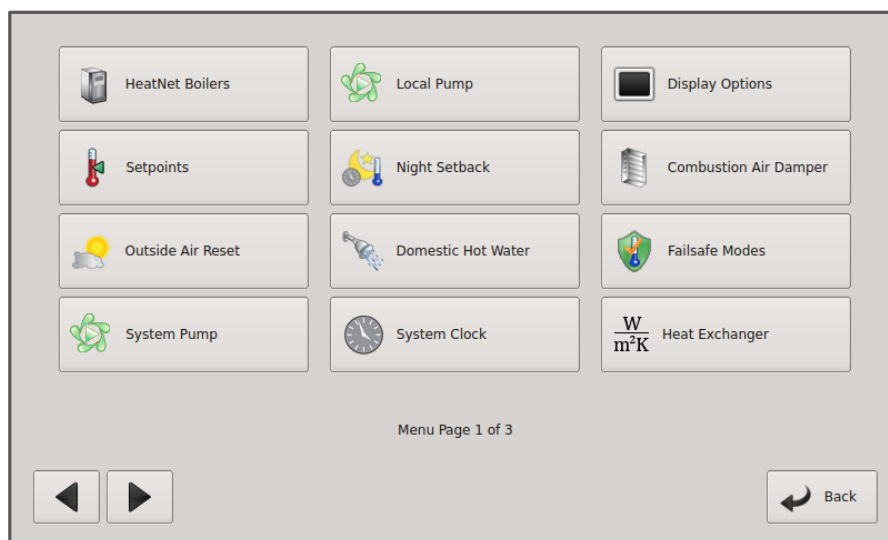 HeatNet Boilers
Local Pump
Display Options
Setpoints
Night Setback
Combustion Air Damper
Outside Air Reset
Domestic Hot Water
Failsafe Modes
System Pump
System Clock
W
m²K
Heat Exchanger
Menu Page 1 of 3
Back